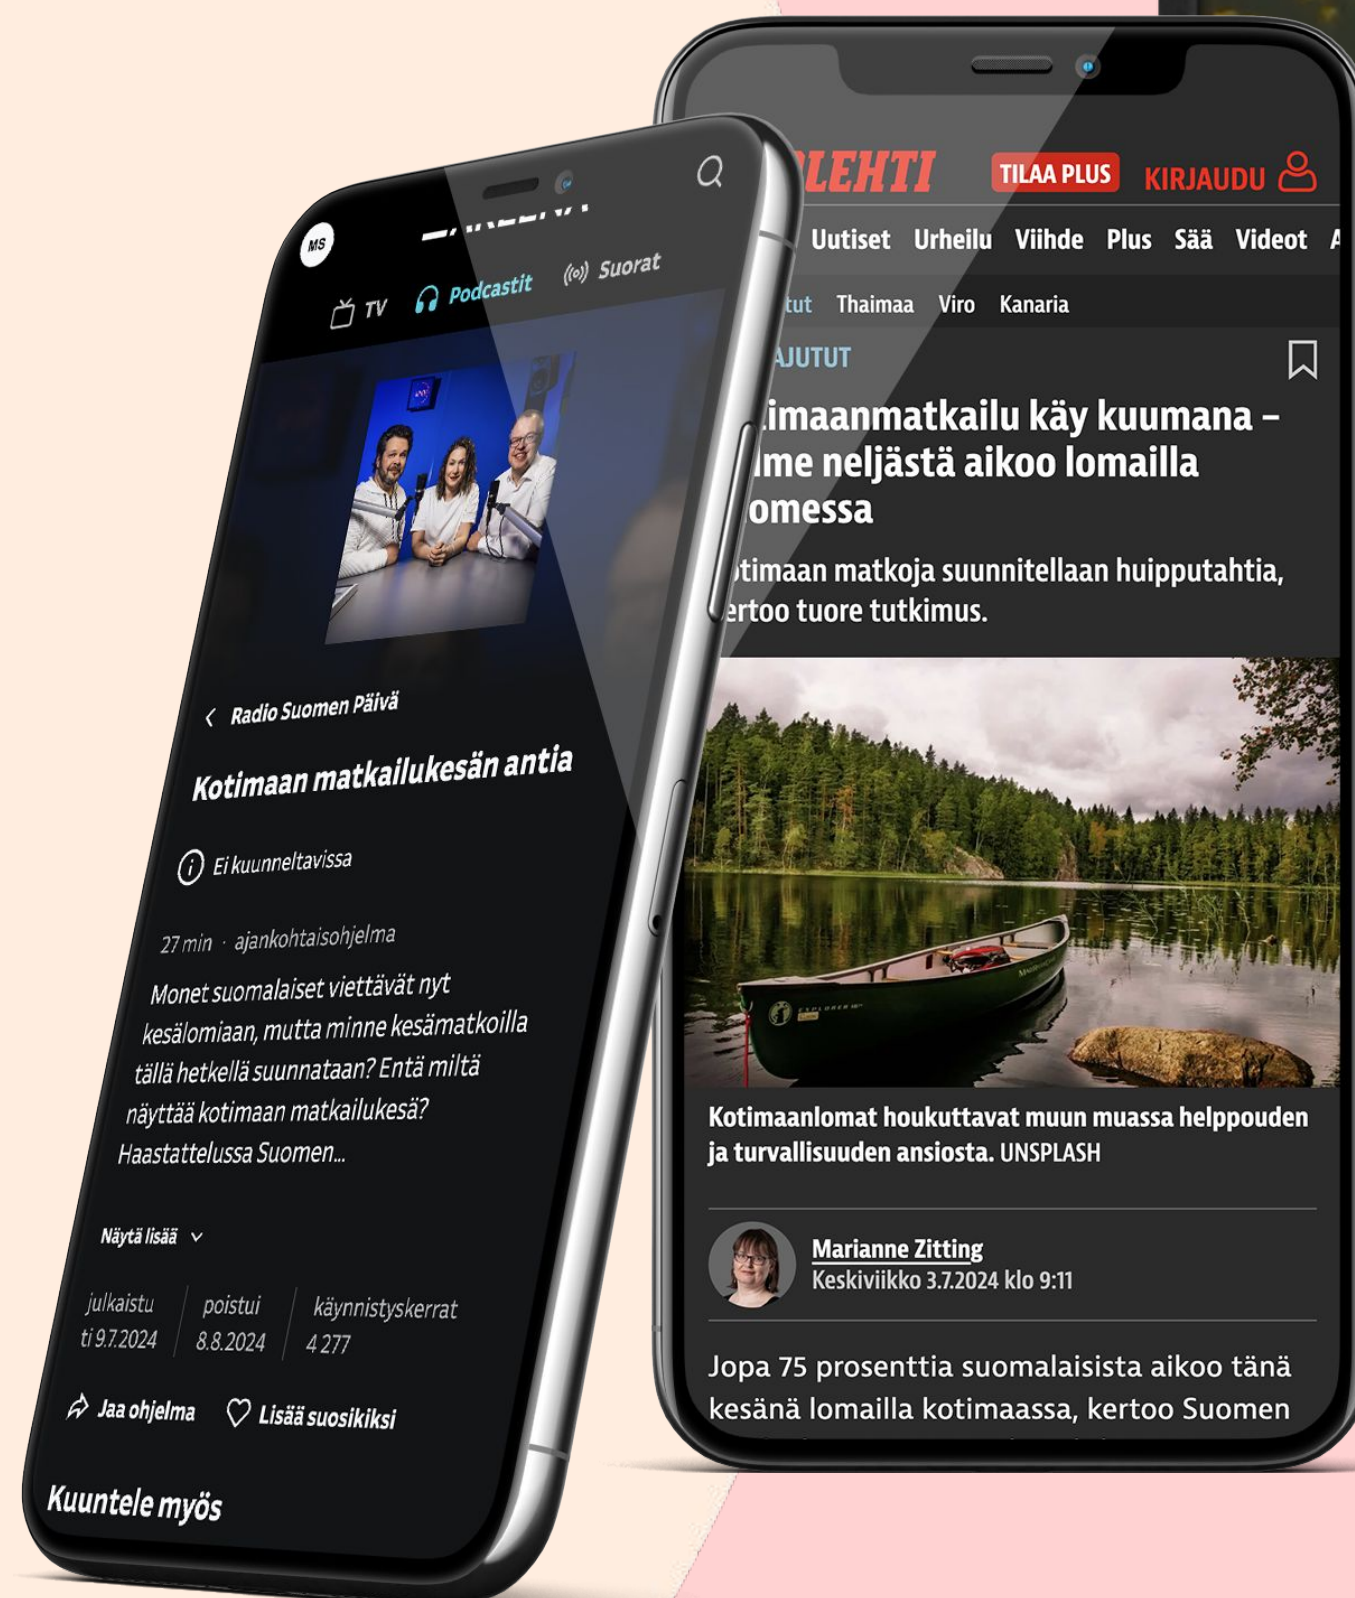 MS
TV
Podcastit
Suorat
Radio Suomen Päivä
Kotimaan matkailukesän antia
Ei kuunneltavissa
27 min · ajankohtaisohjelma
Monet suomalaiset viettävät nyt
kesälomiaan, mutta minne kesämatkoilla
tällä hetkellä suunnataan? Entä miltä
näyttää kotimaan matkailukesä?
Haastattelussa Suomen...
Näytä lisää
julkaistu
ti 9.7.2024
poistui
8.8.2024
käynnistyskerrat
4 277
Jaa ohjelma
Lisää suosikiksi
Kuuntele myös
LEHTI
TILAA PLUS
KIRJAUDU
Uutiset Urheilu Viihde Plus Sää Videot
tut Thaimaa Viro Kanaria
AJUTUT
imaanmatkailu käy kuumana –
lme neljästä aikoo lomailla
omessa
timaan matkoja suunnitellaan huipputahtia,
ertoo tuore tutkimus.
EXPLORER
Kotimaanlomat houkuttavat muun muassa helppouden
ja turvallisuuden ansiosta. UNSPLASH
Marianne Zitting
Keskiviikko 3.7.2024 klo 9:11
Jopa 75 prosenttia suomalaisista aikoo tänä
kesänä lomailla kotimaassa, kertoo Suomen